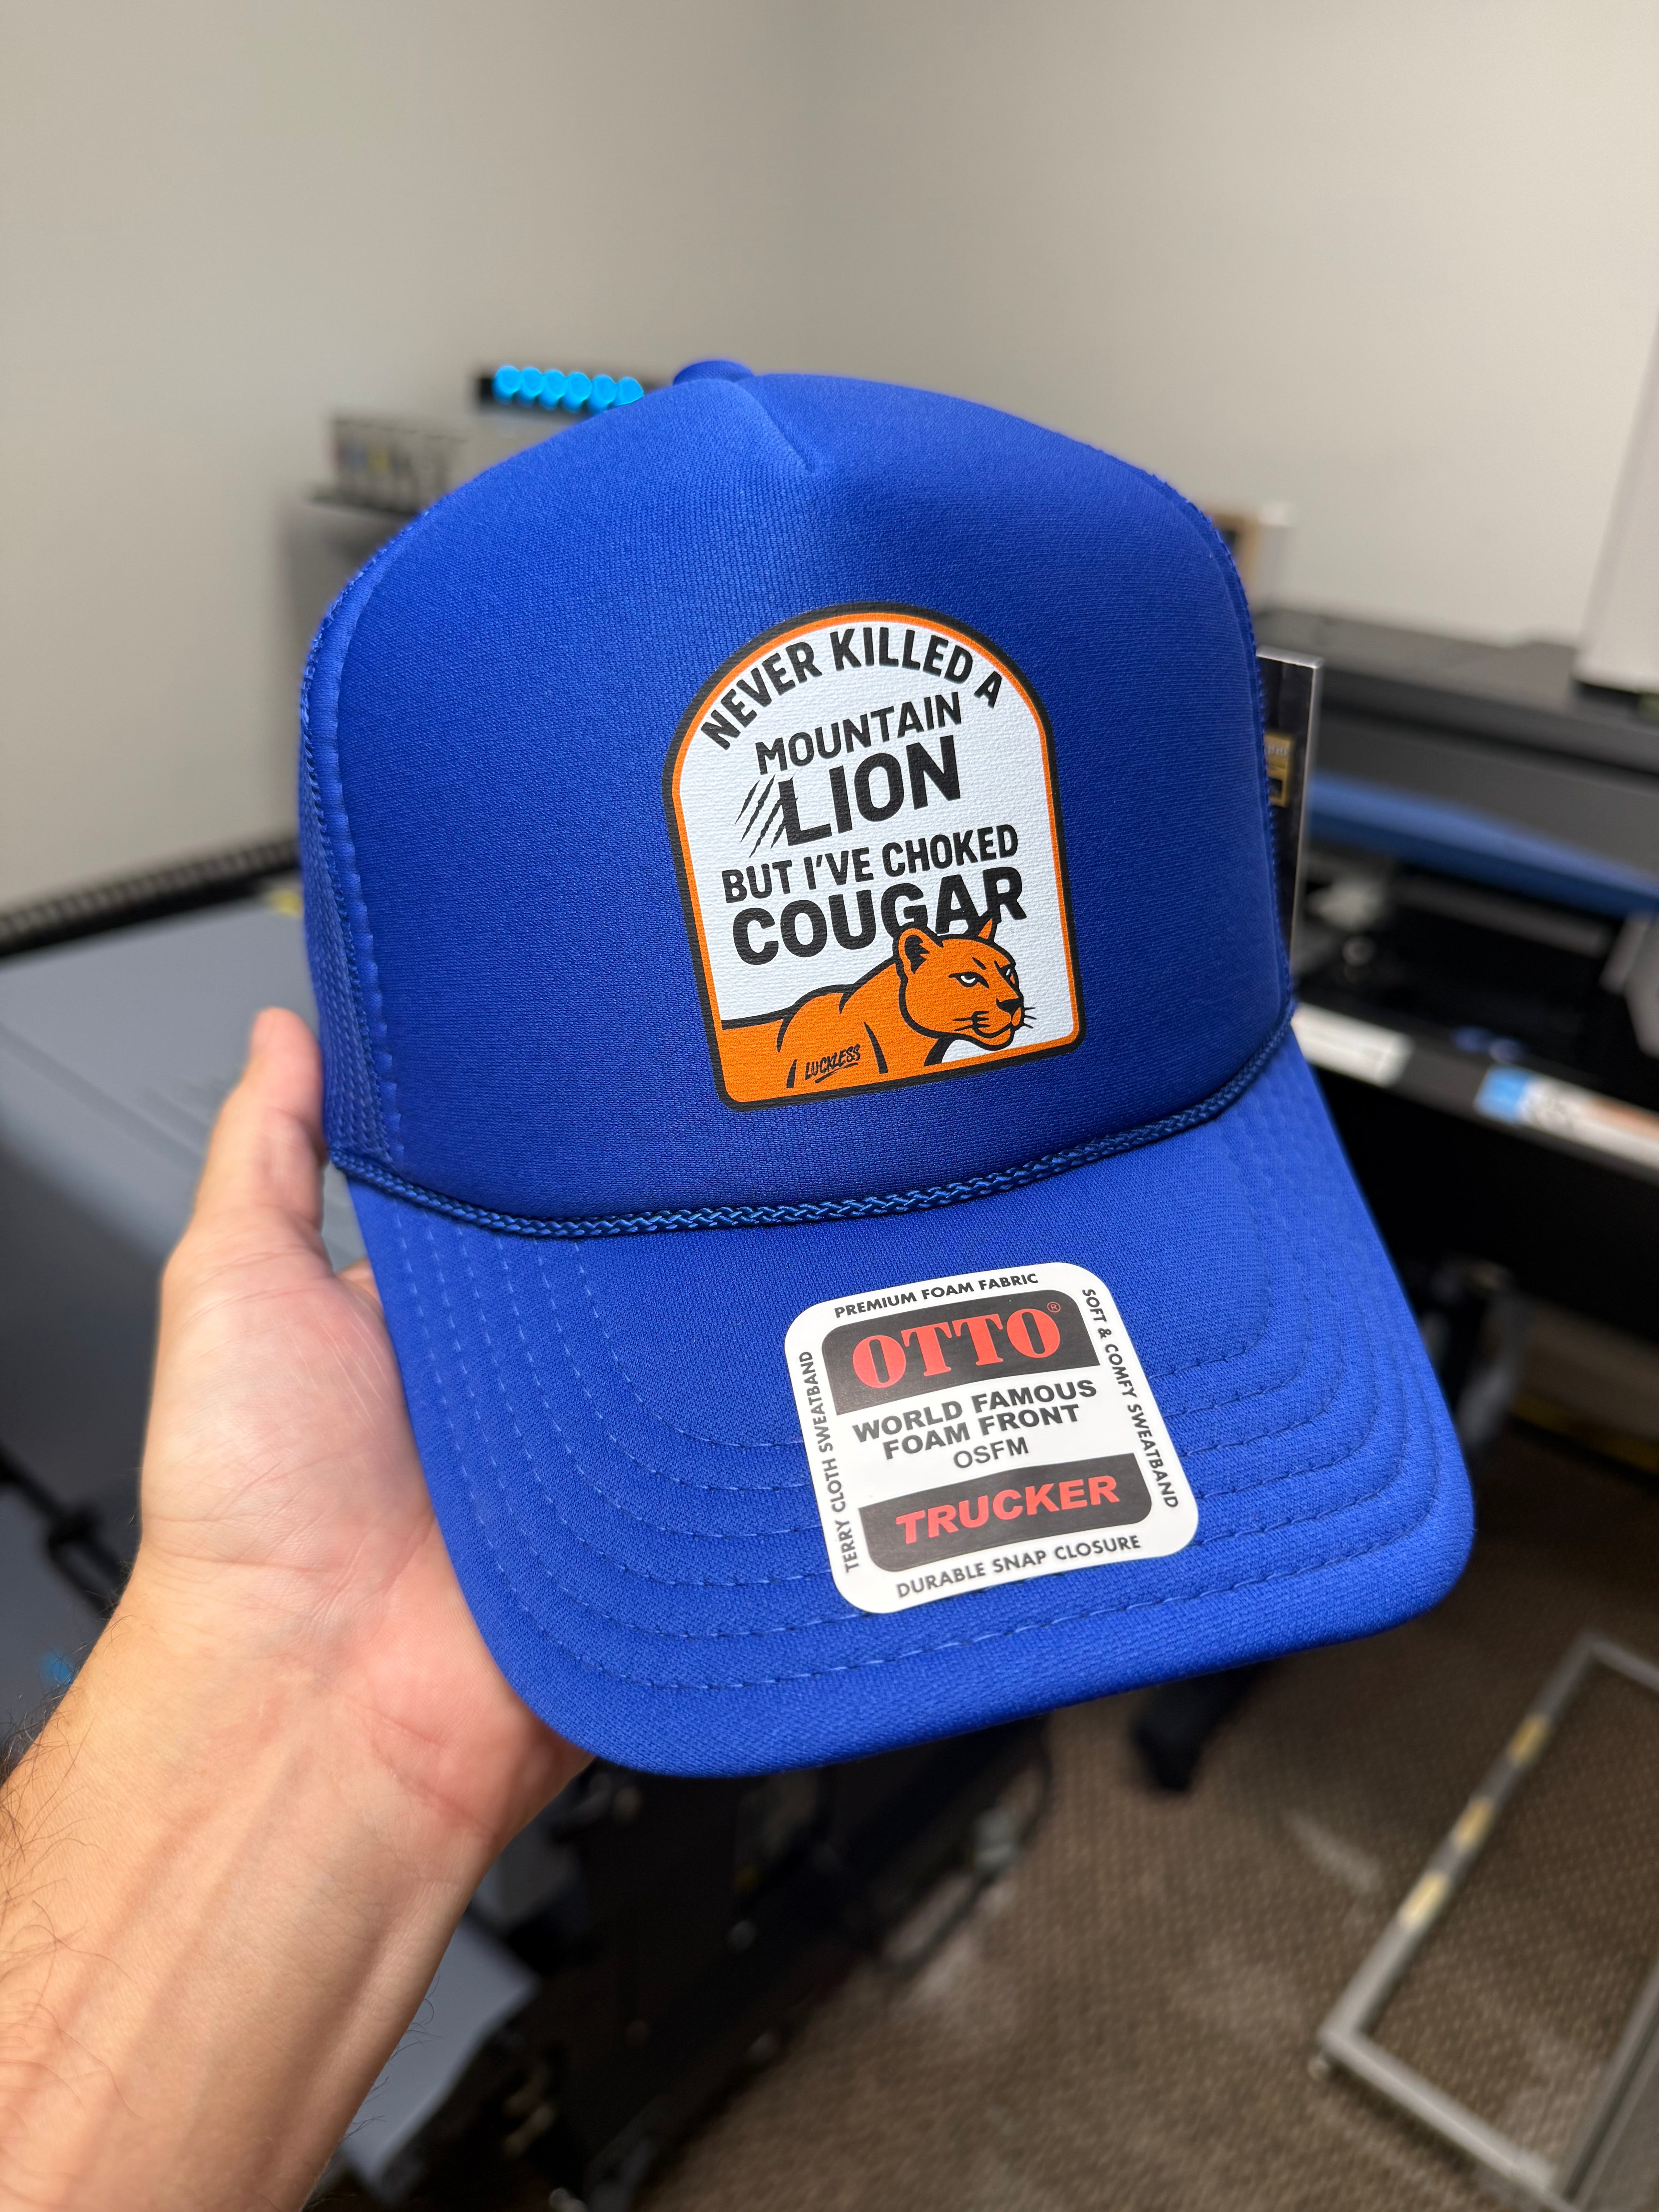 NEVER KILLED A
MOUNTAIN
LION
BUT I'VE CHOKED
COUGAR
LUCKLESS
PREMIUM FOAM FABRIC
OTTO®
WORLD FAMOUS
FOAM FRONT
OSFM
TRUCKER
DURABLE SNAP CLOSURE
TERRY CLOTH SWEATBAND
SOFT & COMFY SWEATBAND